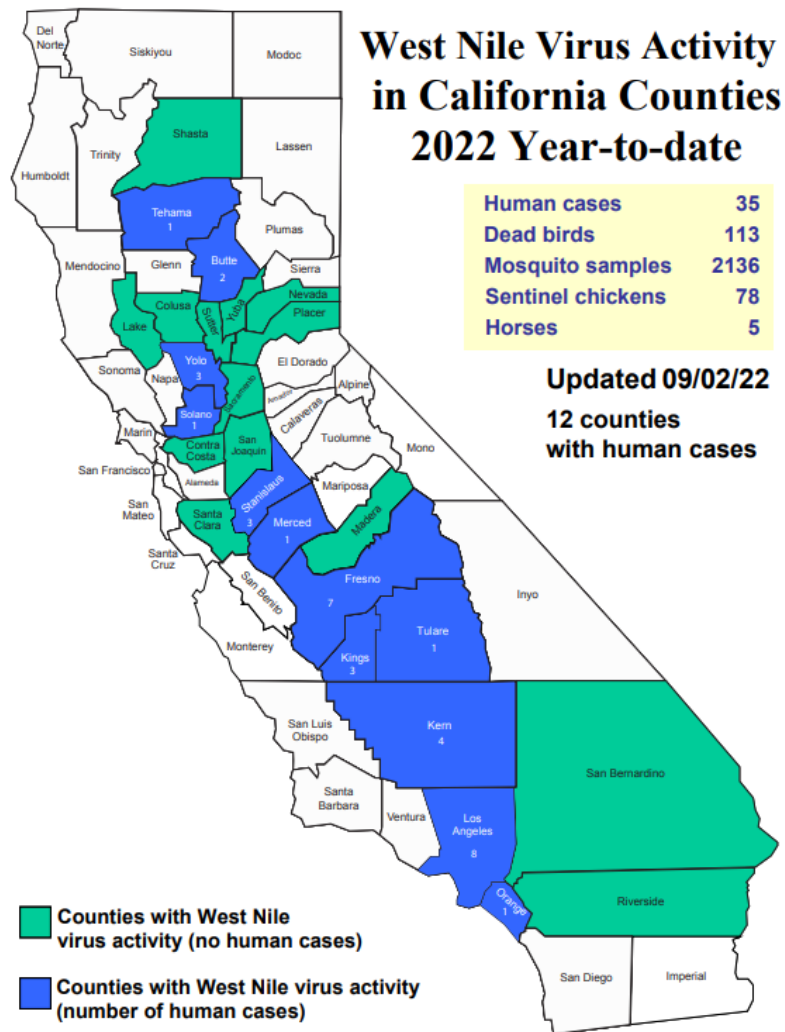 West Nile Virus Activity
in California Counties
2022 Year-to-date
Human cases 35
Dead birds 113
Mosquito samples 2136
Sentinel chickens 78
Horses 5
Updated 09/02/22
12 counties
with human cases
Del
Norte
Siskiyou
Modoc
Shasta
Lassen
Trinity
Humboldt
Tehama
1
Plumas
Butte
2
Glenn
Mendocino
Sierra
Nevada
Placer
Yuba
Sutter
Colusa
Lake
El Dorado
Yolo
3
Sonoma
Napa
Sacramento
Alpine
Amador
Solano
1
Calaveras
Marin
Contra
Costa
San
Joaquin
Tuolumne
Mono
San Francisco
Alameda
Mariposa
Stanislaus
3
San
Mateo
Santa
Clara
Merced
1
Madera
Santa
Cruz
San Benito
Fresno
7
Inyo
Monterey
Tulare
1
Kings
3
San Luis
Obispo
Kern
4
San Bernardino
Santa
Barbara
Ventura
Los
Angeles
8
Orange
1
Riverside
San Diego
Imperial
Counties with West Nile
virus activity (no human cases)
Counties with West Nile virus activity
(number of human cases)